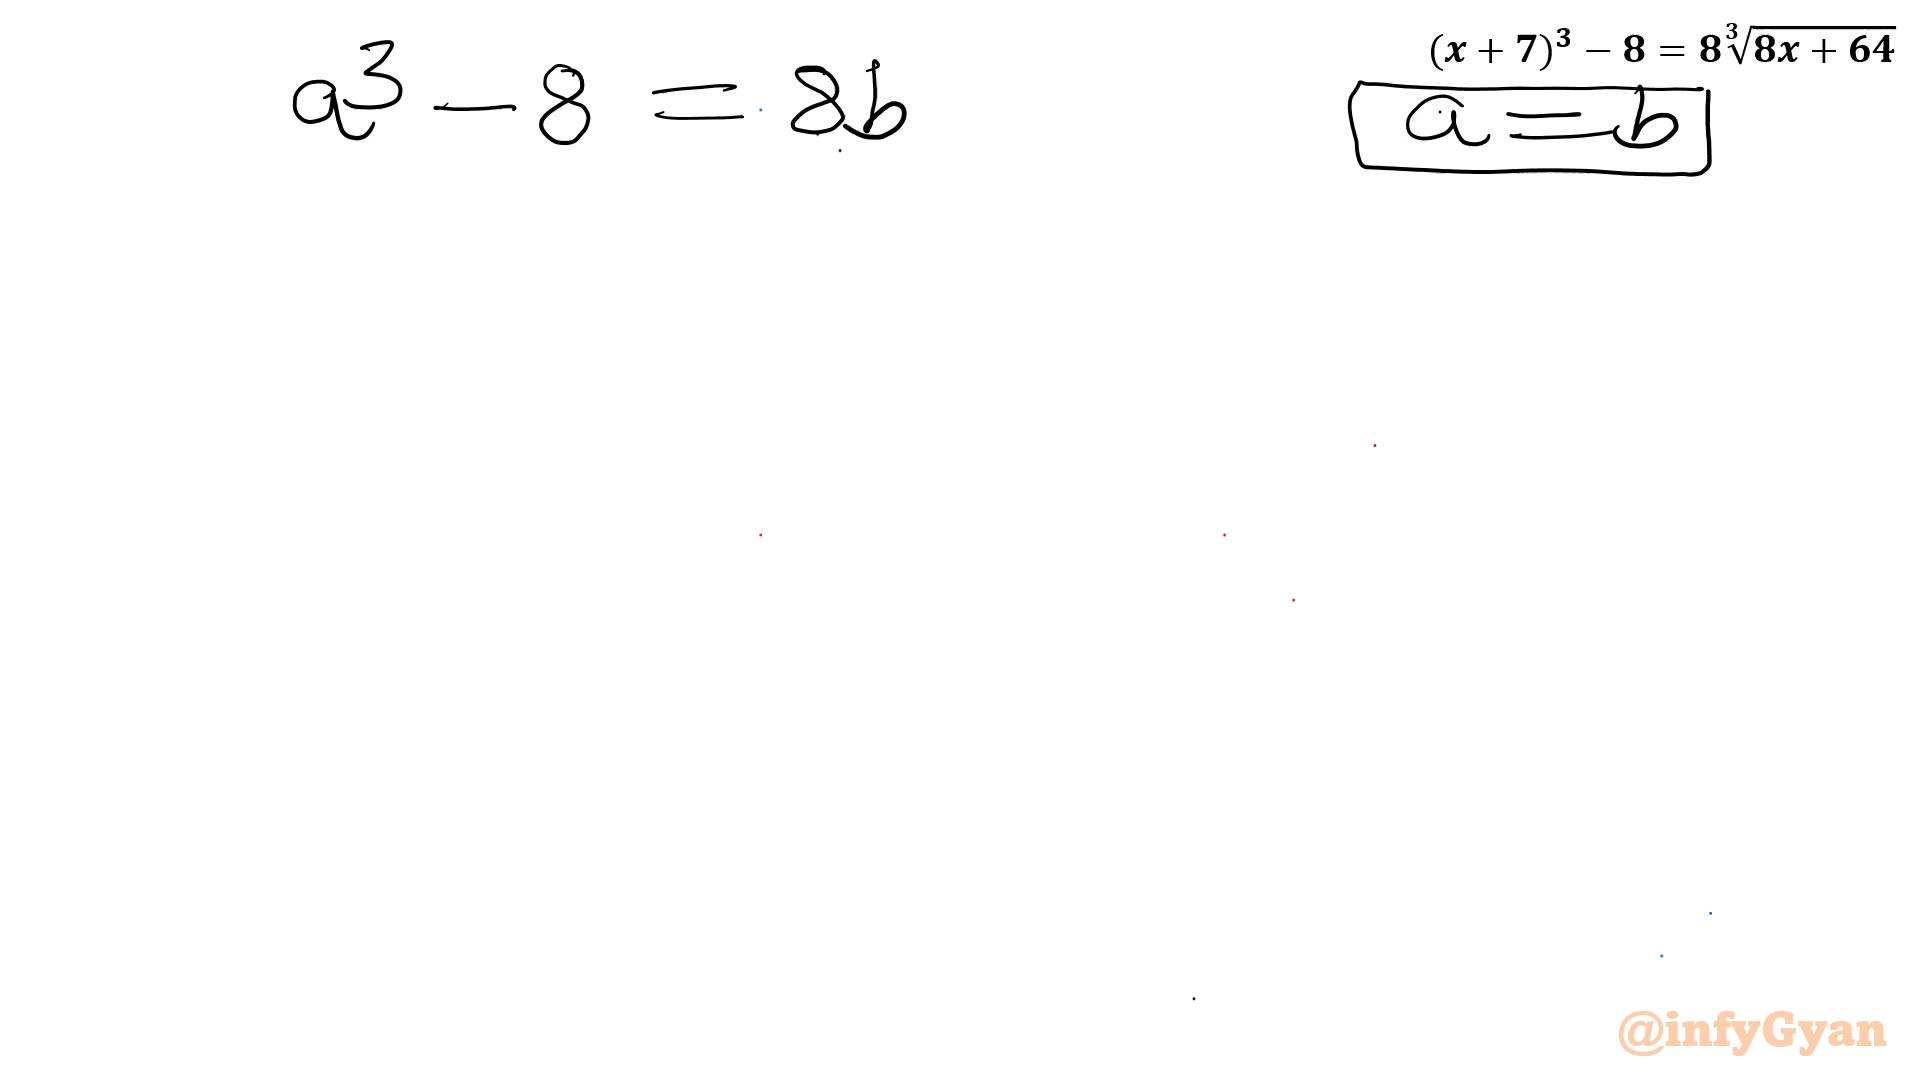 a³ - 8 = 8b
(x + 7)³ − 8 = 8∛(8x + 64)
a = b
@infyGyan